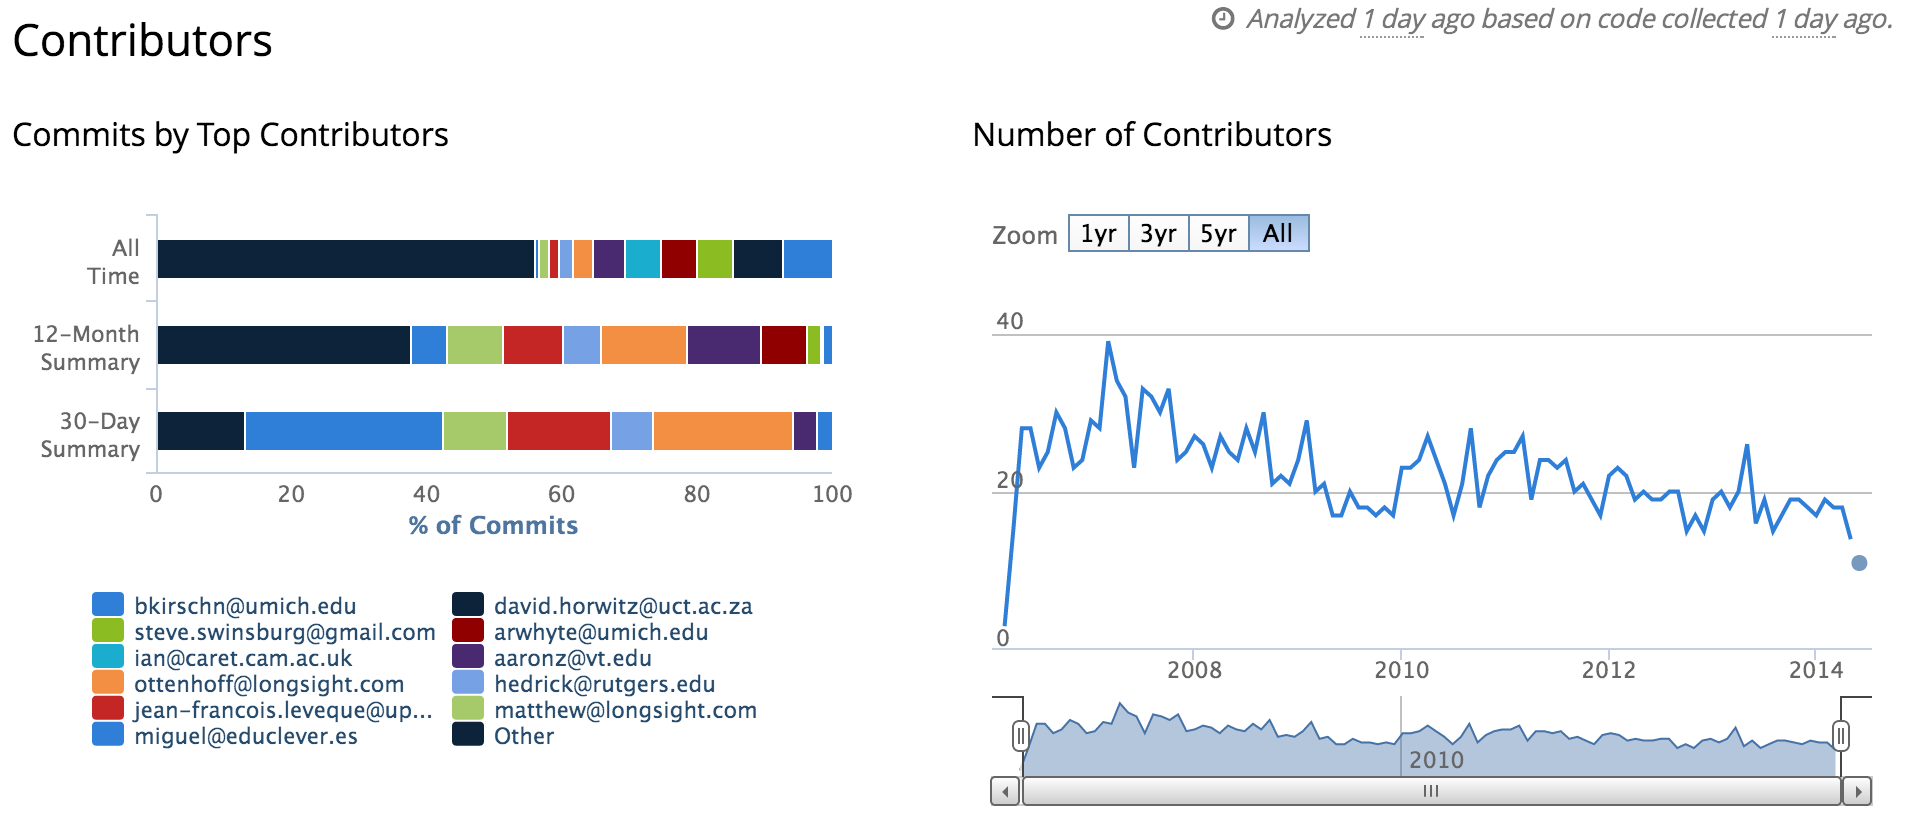 Contributors
Analyzed 1 day ago based on code collected 1 day ago.
Commits by Top Contributors
All
Time
12-Month
Summary
30-Day
Summary
0 20 40 60 80 100
% of Commits
bkirschn@umich.edu david.horwitz@uct.ac.za
steve.swinsburg@gmail.com arwhyte@umich.edu
ian@caret.cam.ac.uk aaronz@vt.edu
ottenhoff@longsight.com hedrick@rutgers.edu
jean-francois.leveque@up... matthew@longsight.com
miguel@educlever.es Other
Number of Contributors
Zoom 1yr 3yr 5yr All
40
20
0
2008 2010 2012 2014
2010